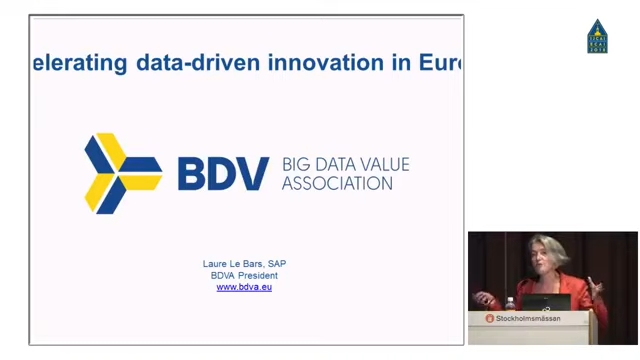 elerating data-driven innovation in Euro
BDV BIG DATA VALUE
ASSOCIATION
Laure Le Bars, SAP
BDVA President
www.bdva.eu
Stockholmsmässan